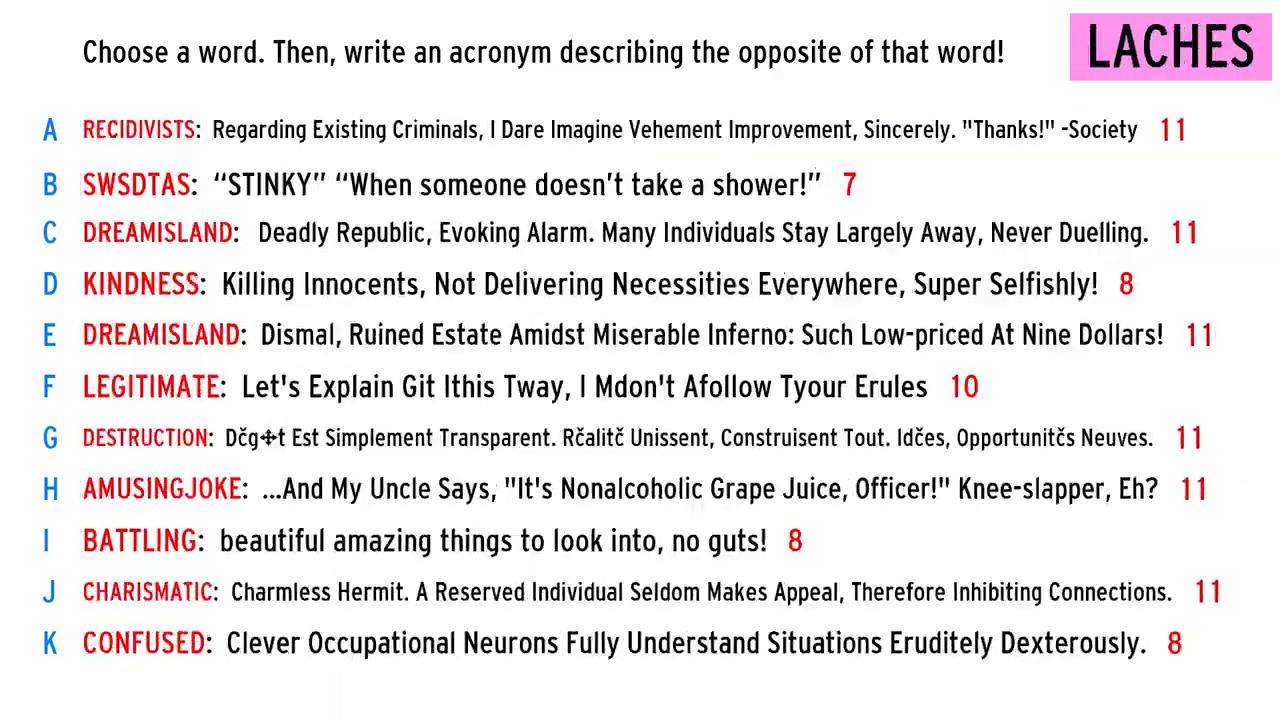 Choose a word. Then, write an acronym describing the opposite of that word!
LACHES
A RECIDIVISTS: Regarding Existing Criminals, I Dare Imagine Vehement Improvement, Sincerely. "Thanks!" -Society 11
B SWSDTAS: “STINKY” “When someone doesn’t take a shower!” 7
C DREAMISLAND: Deadly Republic, Evoking Alarm. Many Individuals Stay Largely Away, Never Duelling. 11
D KINDNESS: Killing Innocents, Not Delivering Necessities Everywhere, Super Selfishly! 8
E DREAMISLAND: Dismal, Ruined Estate Amidst Miserable Inferno: Such Low-priced At Nine Dollars! 11
F LEGITIMATE: Let's Explain Git Ithis Tway, I Mdon't Afollow Tyour Erules 10
G DESTRUCTION: Dčg✢t Est Simplement Transparent. Rčalitč Unissent, Construisent Tout. Idčes, Opportunitčs Neuves. 11
H AMUSINGJOKE: ...And My Uncle Says, "It's Nonalcoholic Grape Juice, Officer!" Knee-slapper, Eh? 11
I BATTLING: beautiful amazing things to look into, no guts! 8
J CHARISMATIC: Charmless Hermit. A Reserved Individual Seldom Makes Appeal, Therefore Inhibiting Connections. 11
K CONFUSED: Clever Occupational Neurons Fully Understand Situations Eruditely Dexterously. 8